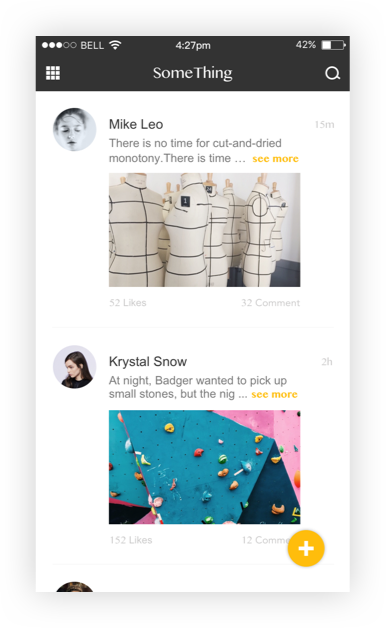 BELL 4:27pm 42%
SomeThing
Mike Leo 15m
There is no time for cut-and-dried
monotony.There is time ... see more
1
52 Likes 32 Comment
Krystal Snow 2h
At night, Badger wanted to pick up
small stones, but the nig ... see more
152 Likes 12 Comme